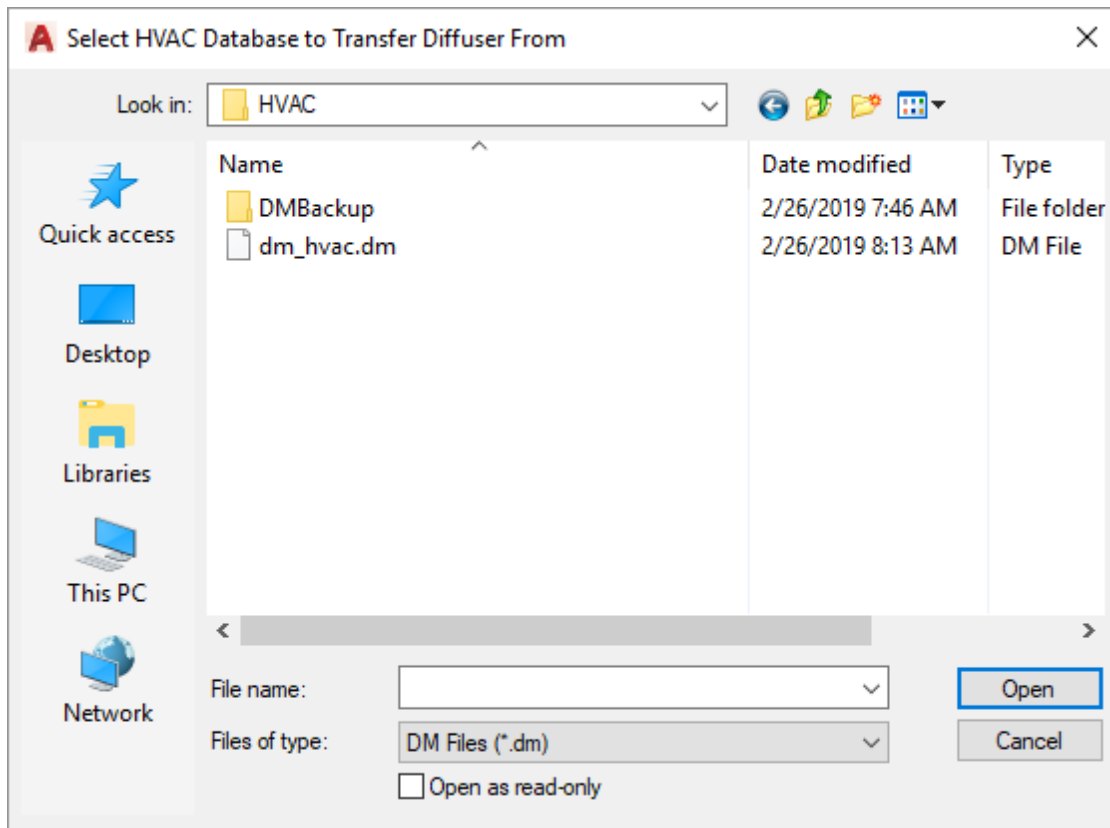 Select HVAC Database to Transfer Diffuser From
Look in: HVAC
Name Date modified Type
DMBackup 2/26/2019 7:46 AM File folder
dm_hvac.dm 2/26/2019 8:13 AM DM File
Quick access
Desktop
Libraries
This PC
Network
File name: Open
Files of type: DM Files (*.dm) Cancel
Open as read-only